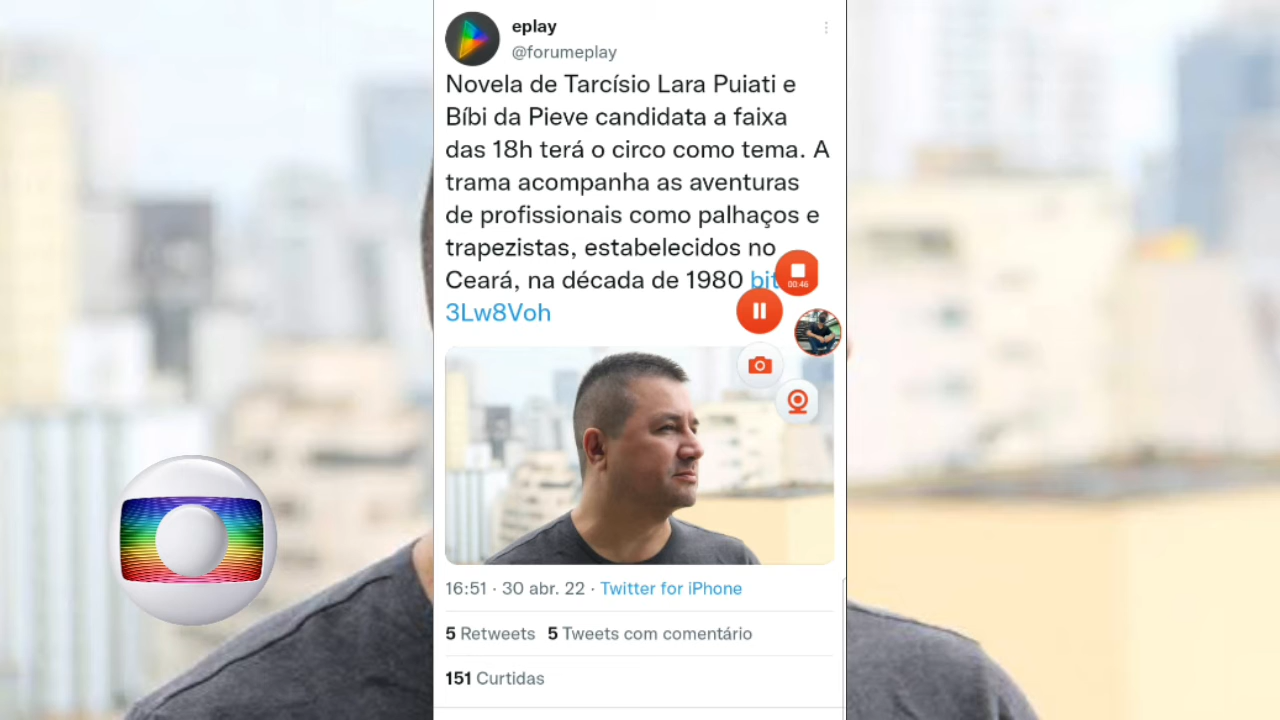 eplay
@forumeplay
Novela de Tarcísio Lara Puiati e
Bíbi da Pieve candidata a faixa
das 18h terá o circo como tema. A
trama acompanha as aventuras
de profissionais como palhaços e
trapezistas, estabelecidos no
Ceará, na década de 1980 bit
3Lw8Voh
00:46
16:51 · 30 abr. 22 · Twitter for iPhone
5 Retweets 5 Tweets com comentário
151 Curtidas